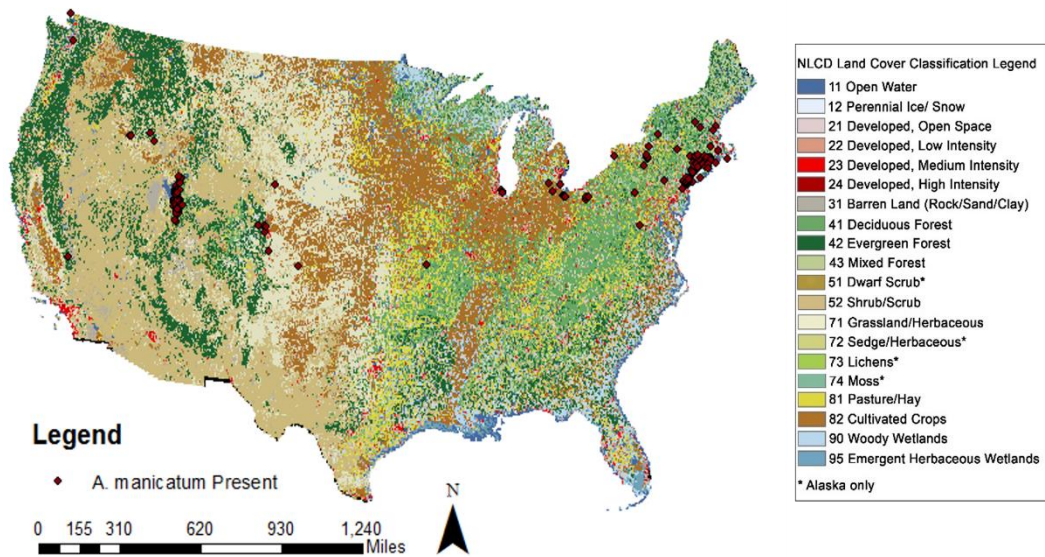 NLCD Land Cover Classification Legend
11 Open Water
12 Perennial Ice/ Snow
21 Developed, Open Space
22 Developed, Low Intensity
23 Developed, Medium Intensity
24 Developed, High Intensity
31 Barren Land (Rock/Sand/Clay)
41 Deciduous Forest
42 Evergreen Forest
43 Mixed Forest
51 Dwarf Scrub*
52 Shrub/Scrub
71 Grassland/Herbaceous
72 Sedge/Herbaceous*
73 Lichens*
74 Moss*
81 Pasture/Hay
82 Cultivated Crops
90 Woody Wetlands
95 Emergent Herbaceous Wetlands
* Alaska only
Legend
A. manicatum Present
N
0 155 310 620 930 1,240
Miles